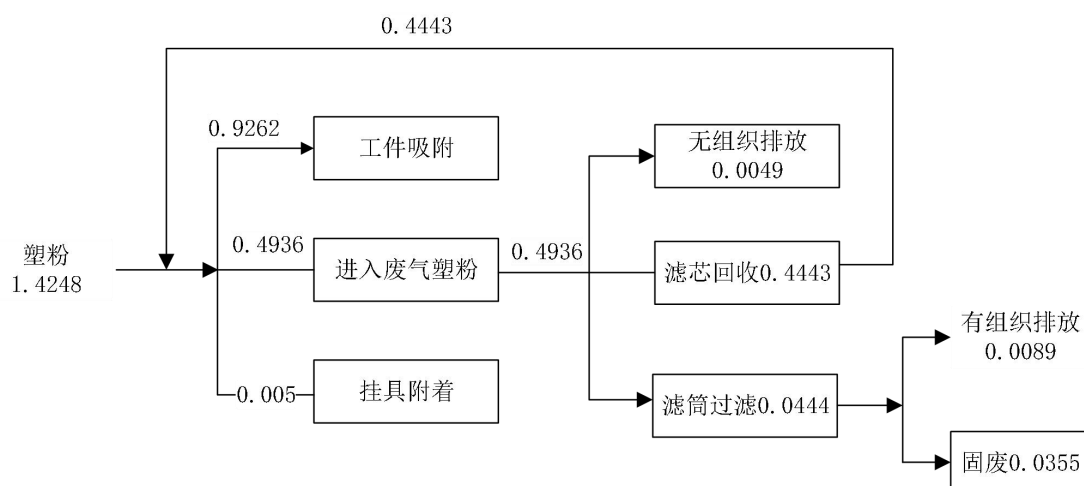 0.4443
0.9262
工件吸附
无组织排放
0.0049
塑粉
1.4248
0.4936
进入废气塑粉
0.4936
滤芯回收0.4443
有组织排放
0.0089
0.005
挂具附着
滤筒过滤0.0444
固废0.0355